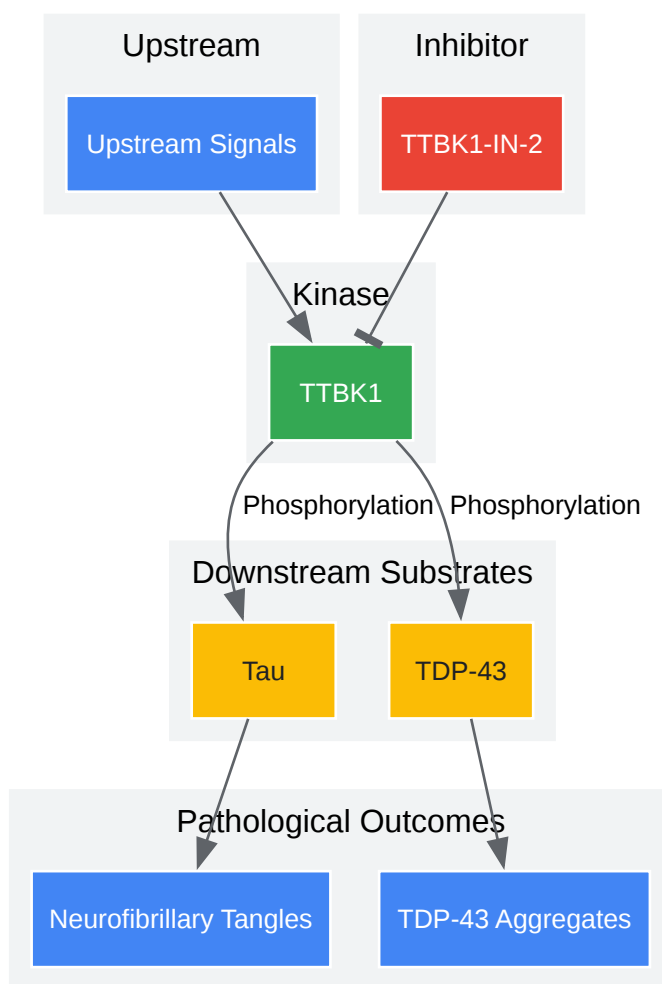 Upstream
Inhibitor
Upstream Signals
TTBK1-IN-2
Kinase
TTBK1
Phosphorylation
Phosphorylation
Downstream Substrates
Tau
TDP-43
Pathological Outcomes
Neurofibrillary Tangles
TDP-43 Aggregates